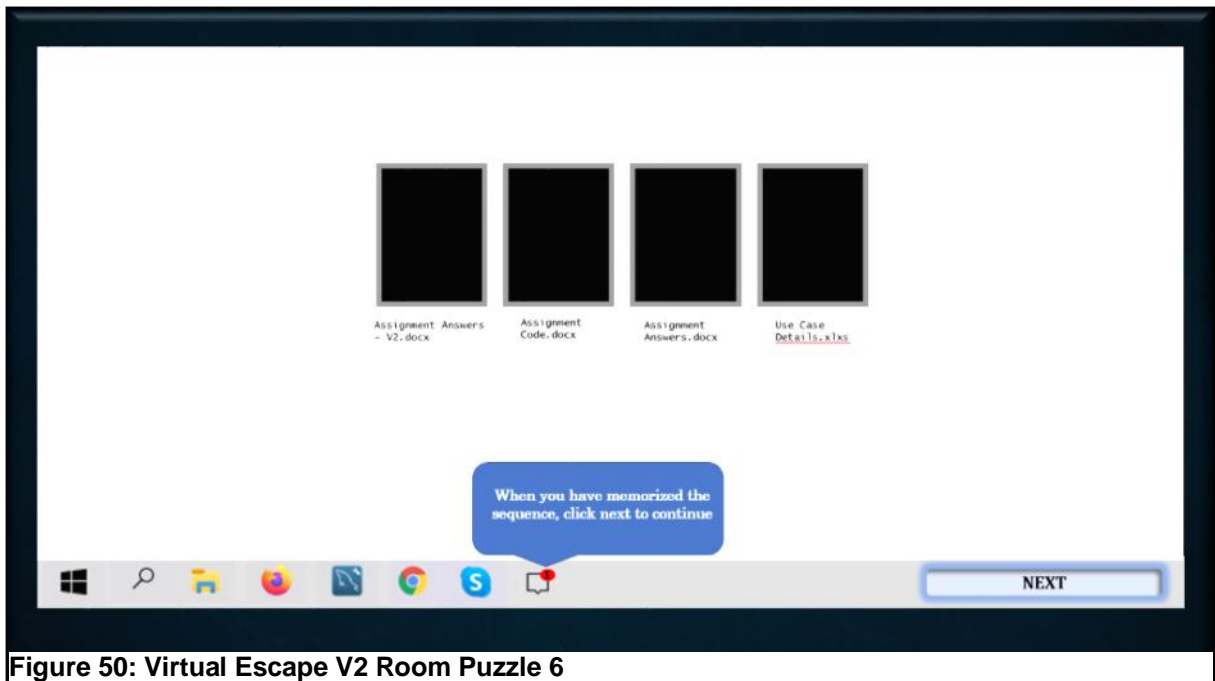 Assignment Answers
- V2.docx
Assignment
Code.docx
Assignment
Answers.docx
Use Case
Details.xlxs
When you have memorized the
sequence, click next to continue
S
NEXT
Figure 50: Virtual Escape V2 Room Puzzle 6